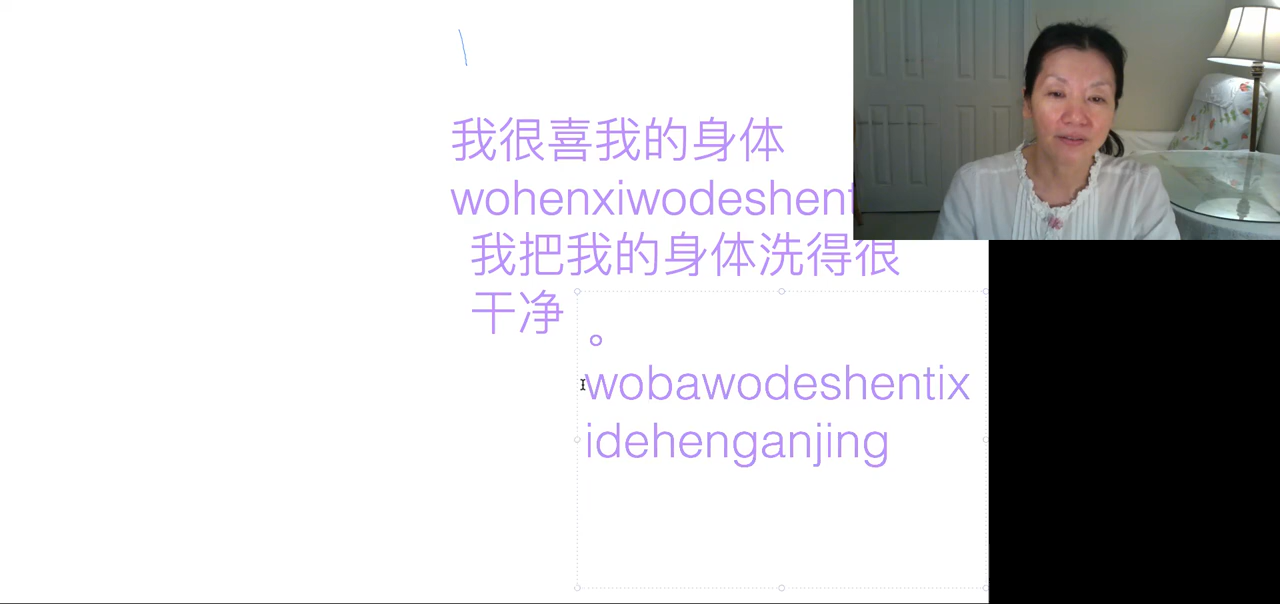 我很喜我的身体
wohenxiwodeshent
我把我的身体洗得很
干净
。
wobawodeshentix
idehenganjing